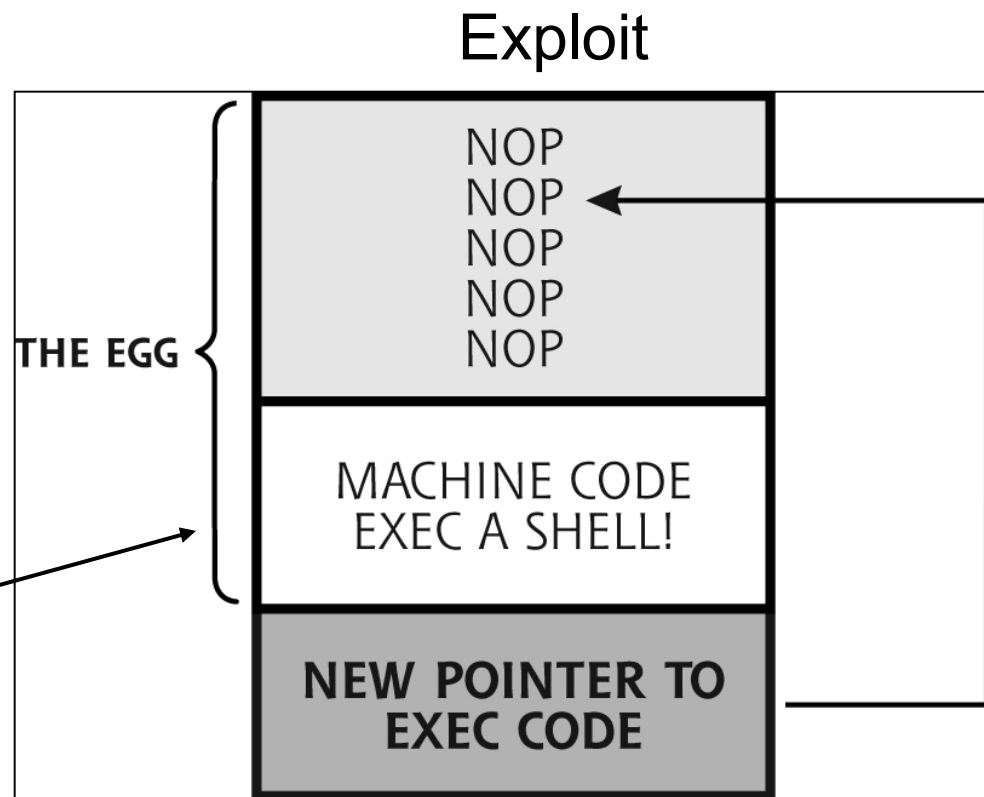 Exploit
NOP
NOP
NOP
NOP
NOP
THE EGG
MACHINE CODE
EXEC A SHELL!
NEW POINTER TO
EXEC CODE